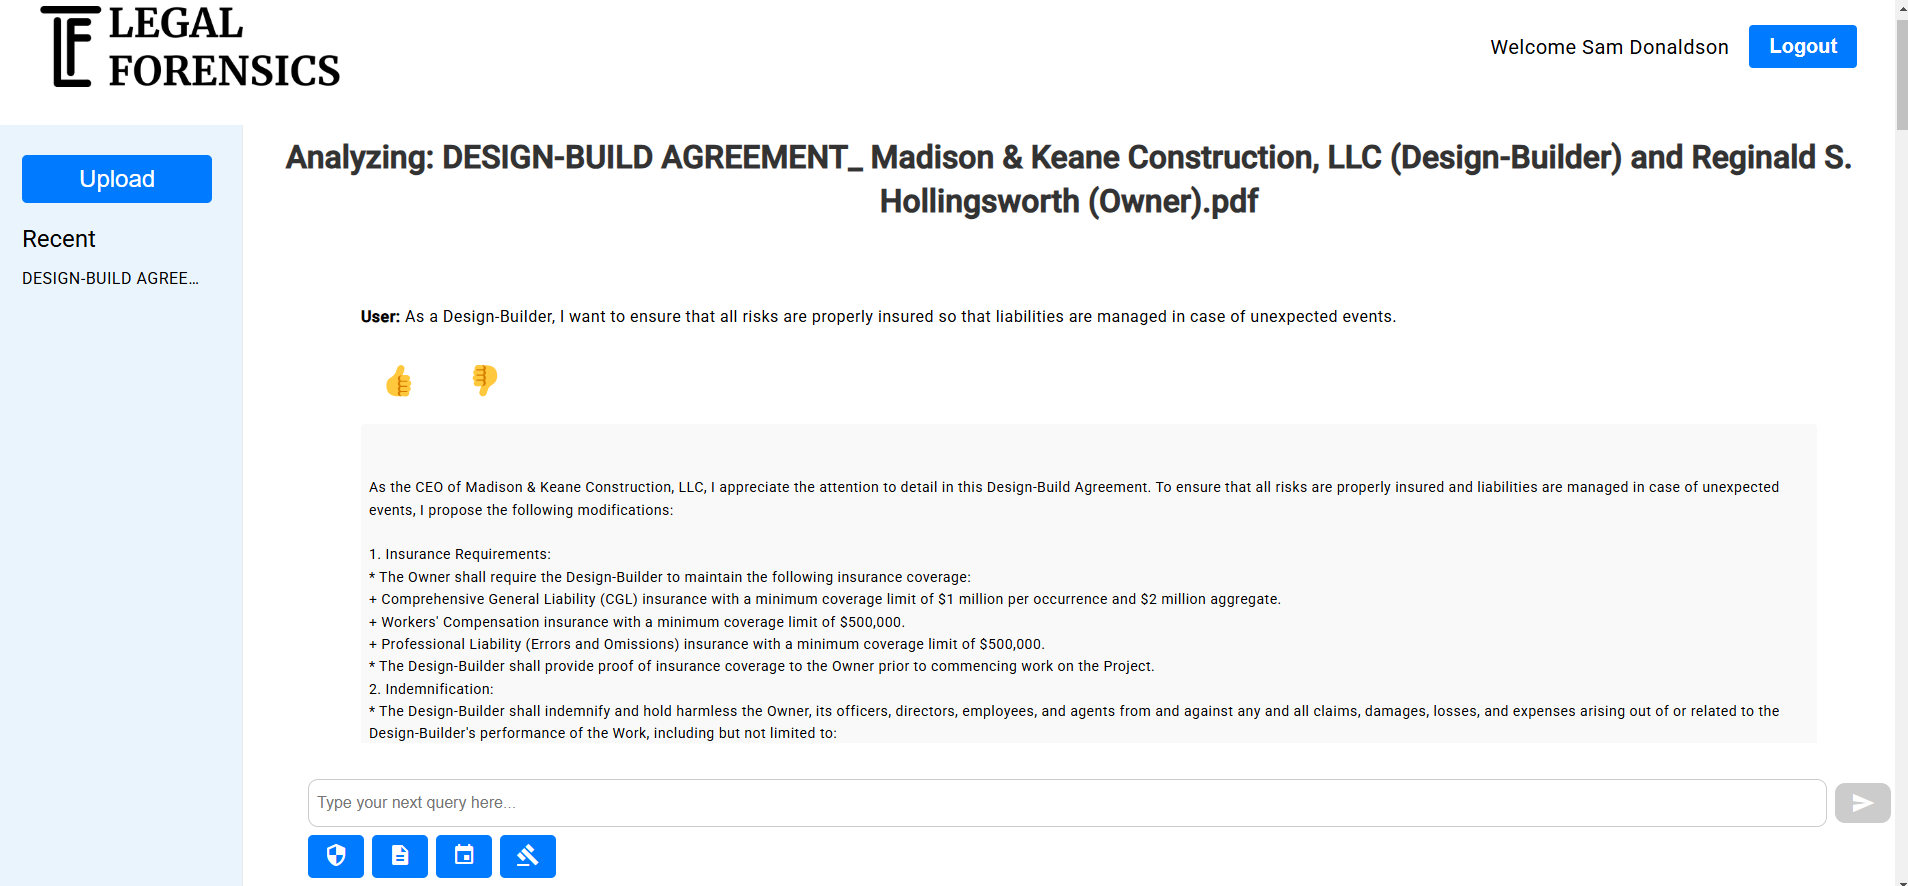 LEGAL
FORENSICS
Welcome Sam Donaldson
Logout
Upload
Recent
DESIGN-BUILD AGREE...
Analyzing: DESIGN-BUILD AGREEMENT_ Madison & Keane Construction, LLC (Design-Builder) and Reginald S.
Hollingsworth (Owner).pdf
User: As a Design-Builder, I want to ensure that all risks are properly insured so that liabilities are managed in case of unexpected events.
As the CEO of Madison & Keane Construction, LLC, I appreciate the attention to detail in this Design-Build Agreement. To ensure that all risks are properly insured and liabilities are managed in case of unexpected
events, I propose the following modifications:
1. Insurance Requirements:
* The Owner shall require the Design-Builder to maintain the following insurance coverage:
+ Comprehensive General Liability (CGL) insurance with a minimum coverage limit of $1 million per occurrence and $2 million aggregate.
+ Workers' Compensation insurance with a minimum coverage limit of $500,000.
+ Professional Liability (Errors and Omissions) insurance with a minimum coverage limit of $500,000.
* The Design-Builder shall provide proof of insurance coverage to the Owner prior to commencing work on the Project.
2. Indemnification:
* The Design-Builder shall indemnify and hold harmless the Owner, its officers, directors, employees, and agents from and against any and all claims, damages, losses, and expenses arising out of or related to the
Design-Builder's performance of the Work, including but not limited to:
Type your next query here...